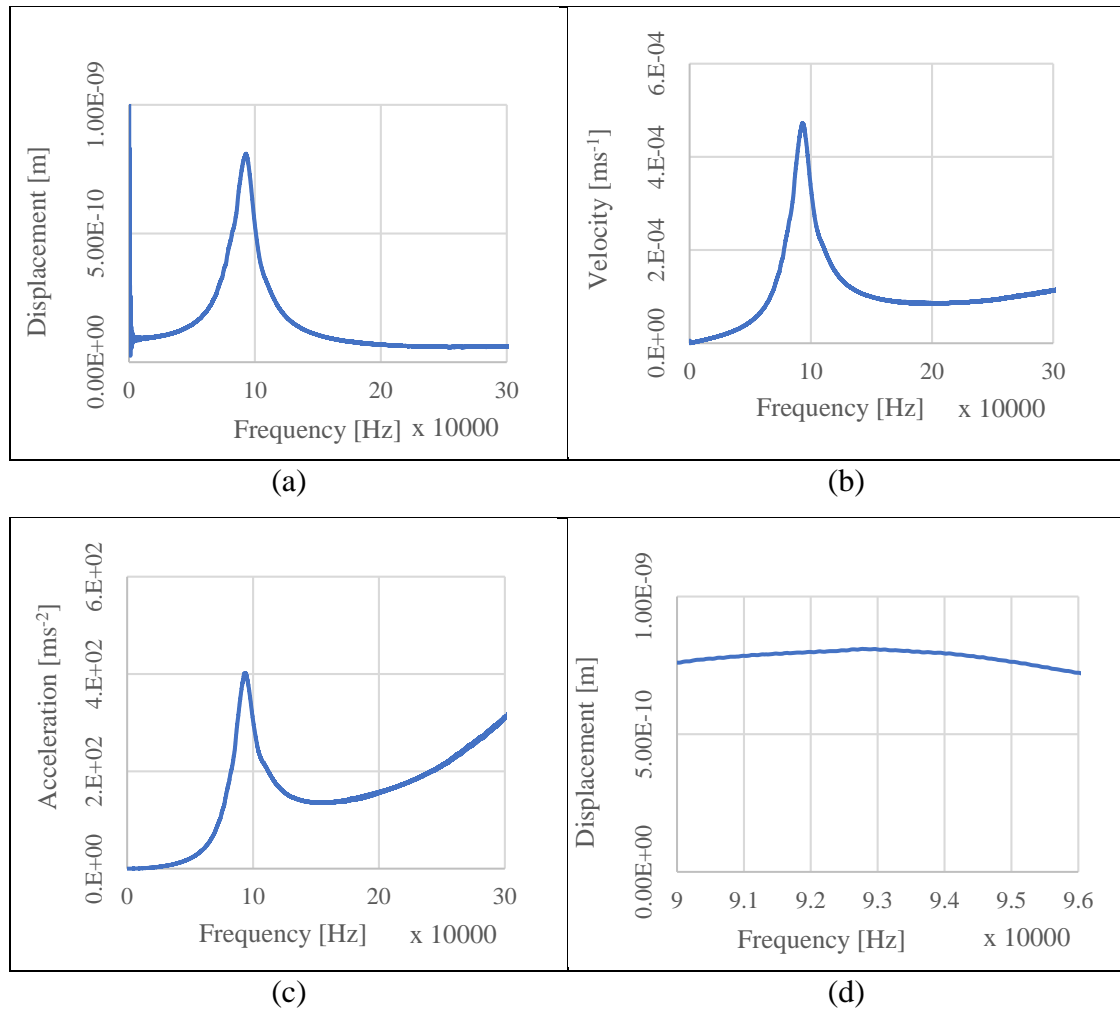 1.00E-09
5.00E-10
0.00E+00
Displacement [m]
0 10 20 30
Frequency [Hz] x 10000
(a)
6.E-04
4.E-04
2.E-04
0.E+00
Velocity [ms-1]
0 10 20 30
Frequency [Hz] x 10000
(b)
6.E+02
4.E+02
2.E+02
0.E+00
Acceleration [ms-2]
0 10 20 30
Frequency [Hz] x 10000
(c)
1.00E-09
5.00E-10
0.00E+00
Displacement [m]
9 9.1 9.2 9.3 9.4 9.5 9.6
Frequency [Hz] x 10000
(d)